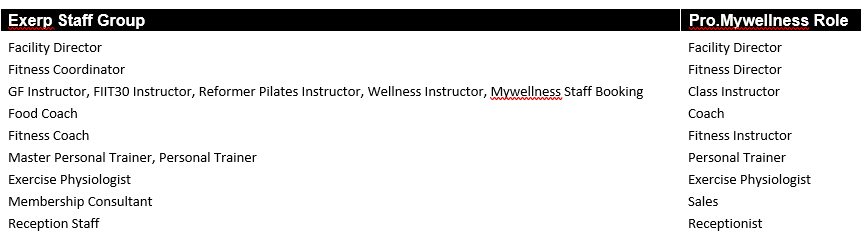 Exerp Staff Group Pro.Mywellness Role
Facility Director Facility Director
Fitness Coordinator Fitness Director
GF Instructor, FIIT30 Instructor, Reformer Pilates Instructor, Wellness Instructor, Mywellness Staff Booking Class Instructor
Food Coach Coach
Fitness Coach Fitness Instructor
Master Personal Trainer, Personal Trainer Personal Trainer
Exercise Physiologist Exercise Physiologist
Membership Consultant Sales
Reception Staff Receptionist